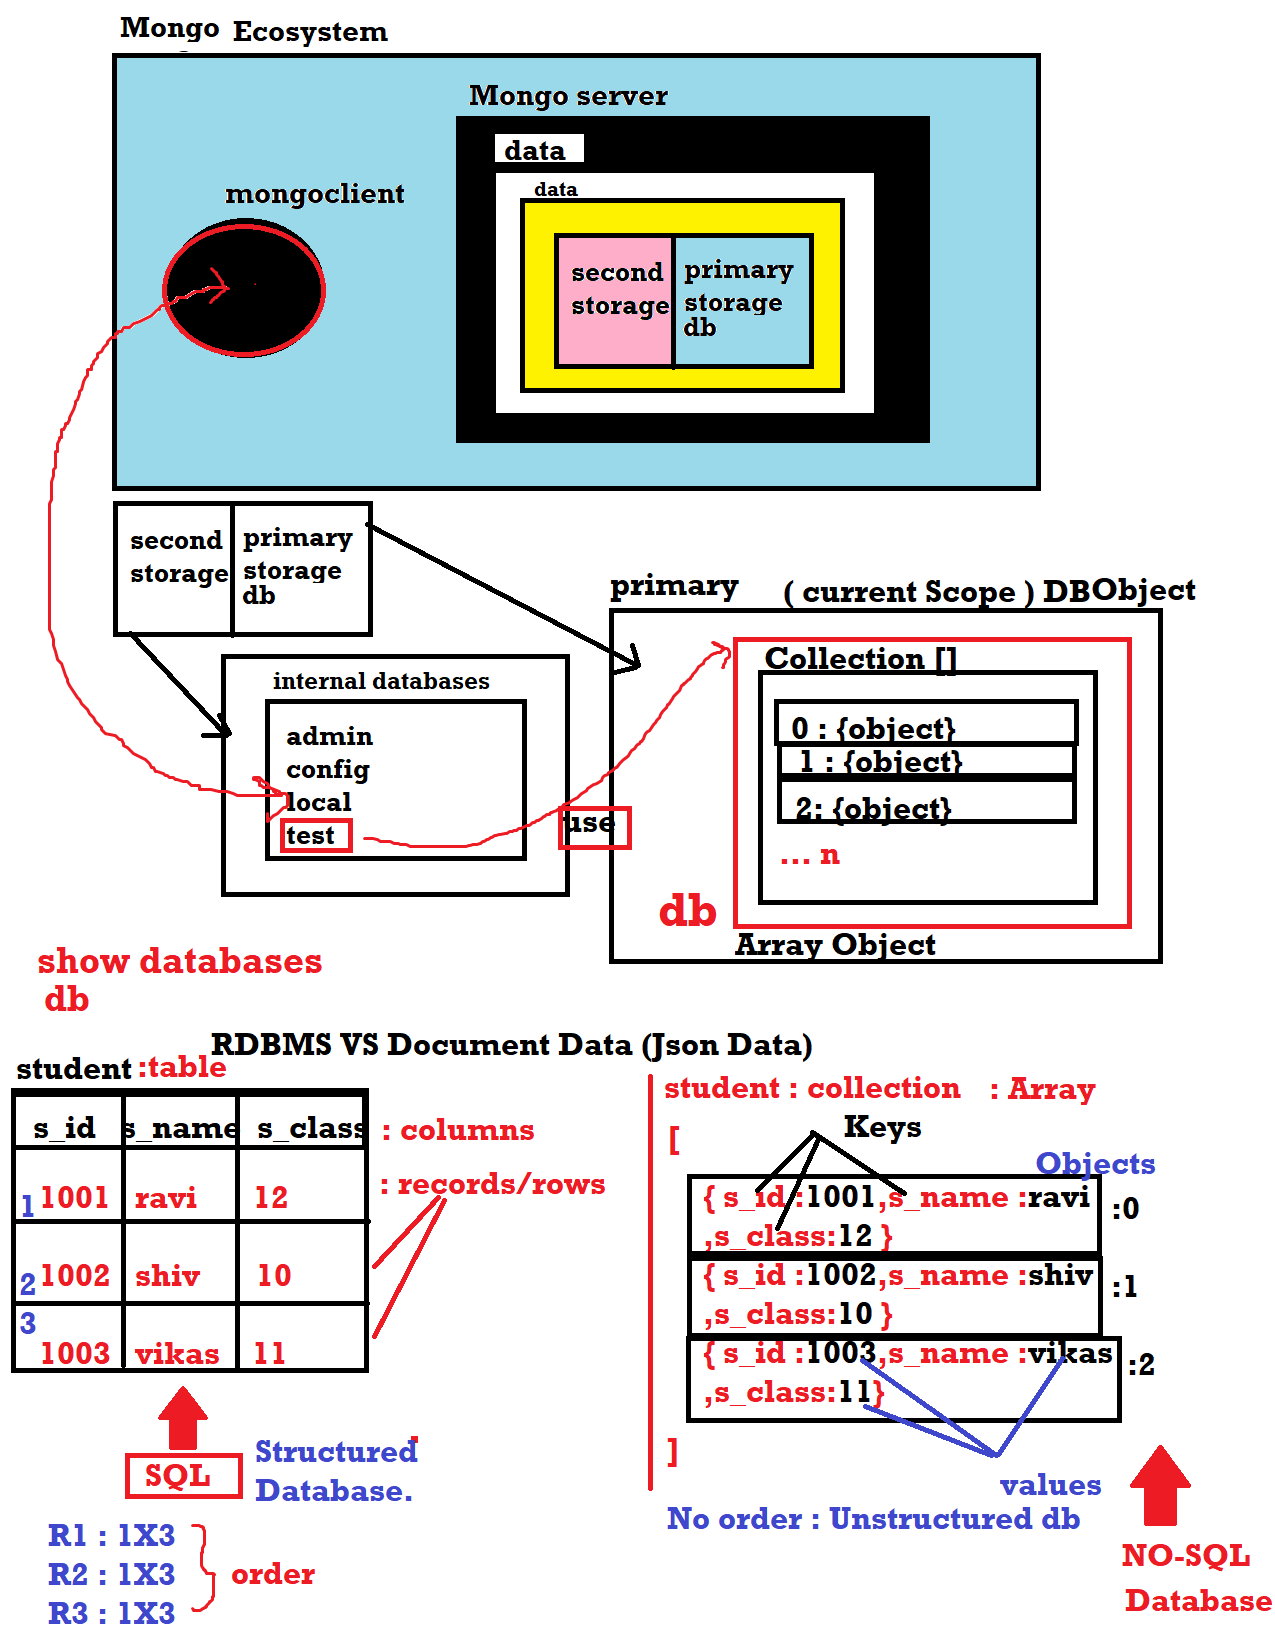 Mongo Ecosystem
Mongo server
data
data
mongoclient
second
storage
primary
storage
db
second
storage
primary
storage
db
primary ( current Scope ) DBObject
internal databases
admin
config
local
test
use
Collection []
0 : {object}
1 : {object}
2: {object}
... n
db
Array Object
show databases
db
RDBMS VS Document Data (Json Data)
student :table
s_id s_name s_class : columns
: records/rows
1 1001 ravi 12
2 1002 shiv 10
3
1003 vikas 11
SQL
Structured
Database.
R1 : 1X3
R2 : 1X3
R3 : 1X3
order
student : collection : Array
[
Keys
Objects
{ s_id :1001,s_name :ravi
,s_class:12 }
:0
{ s_id :1002,s_name :shiv
,s_class:10 }
:1
{ s_id :1003,s_name :vikas
,s_class:11}
:2
]
values
No order : Unstructured db
NO-SQL
Database